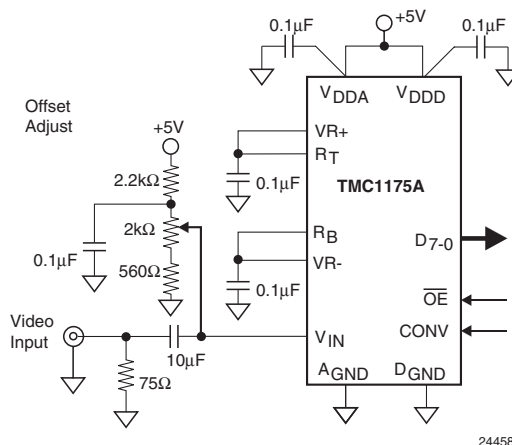 +5V
0.1µF
0.1µF
VDDA
VDDD
Offset
Adjust
+5V
VR+
RT
2.2kΩ
0.1µF
TMC1175A
2kΩ
RB
D7-0
0.1µF
560Ω
VR-
0.1µF
OE
Video
Input
VIN
CONV
10µF
75Ω
AGND
DGND
24458